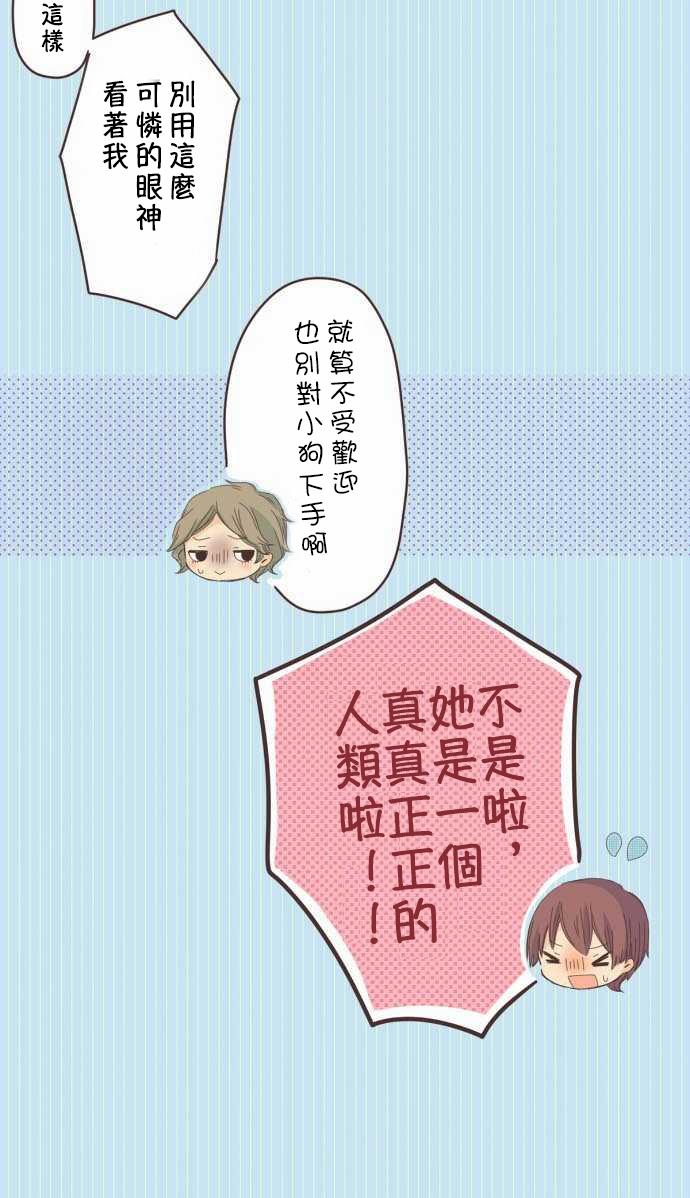 這樣
別用這麼
可憐的眼神
看著我
就算不受歡迎
也別對小狗下手啊
不是啦，
她是一個
真真正正的
人類啦！！